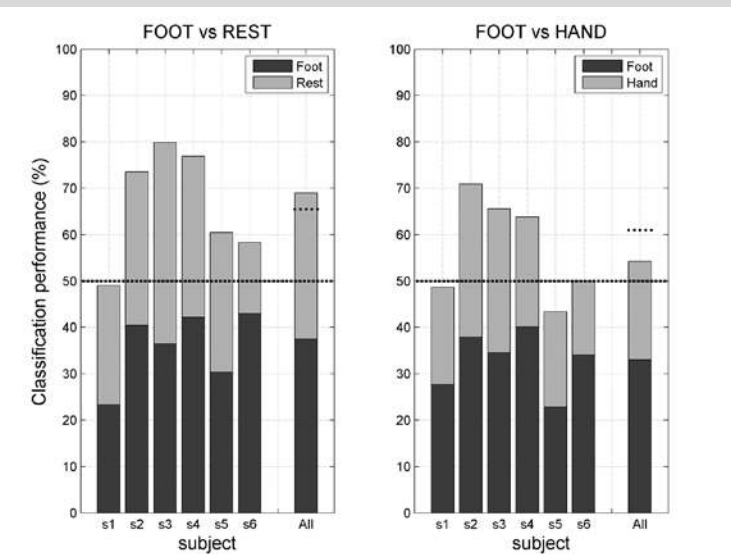 FOOT vs REST
100
90
80
70
60
50
40
30
20
10
0
Classification performance (%)
Foot
Rest
s1 s2 s3 s4 s5 s6 All
subject
FOOT vs HAND
100
90
80
70
60
50
40
30
20
10
0
Foot
Hand
s1 s2 s3 s4 s5 s6 All
subject